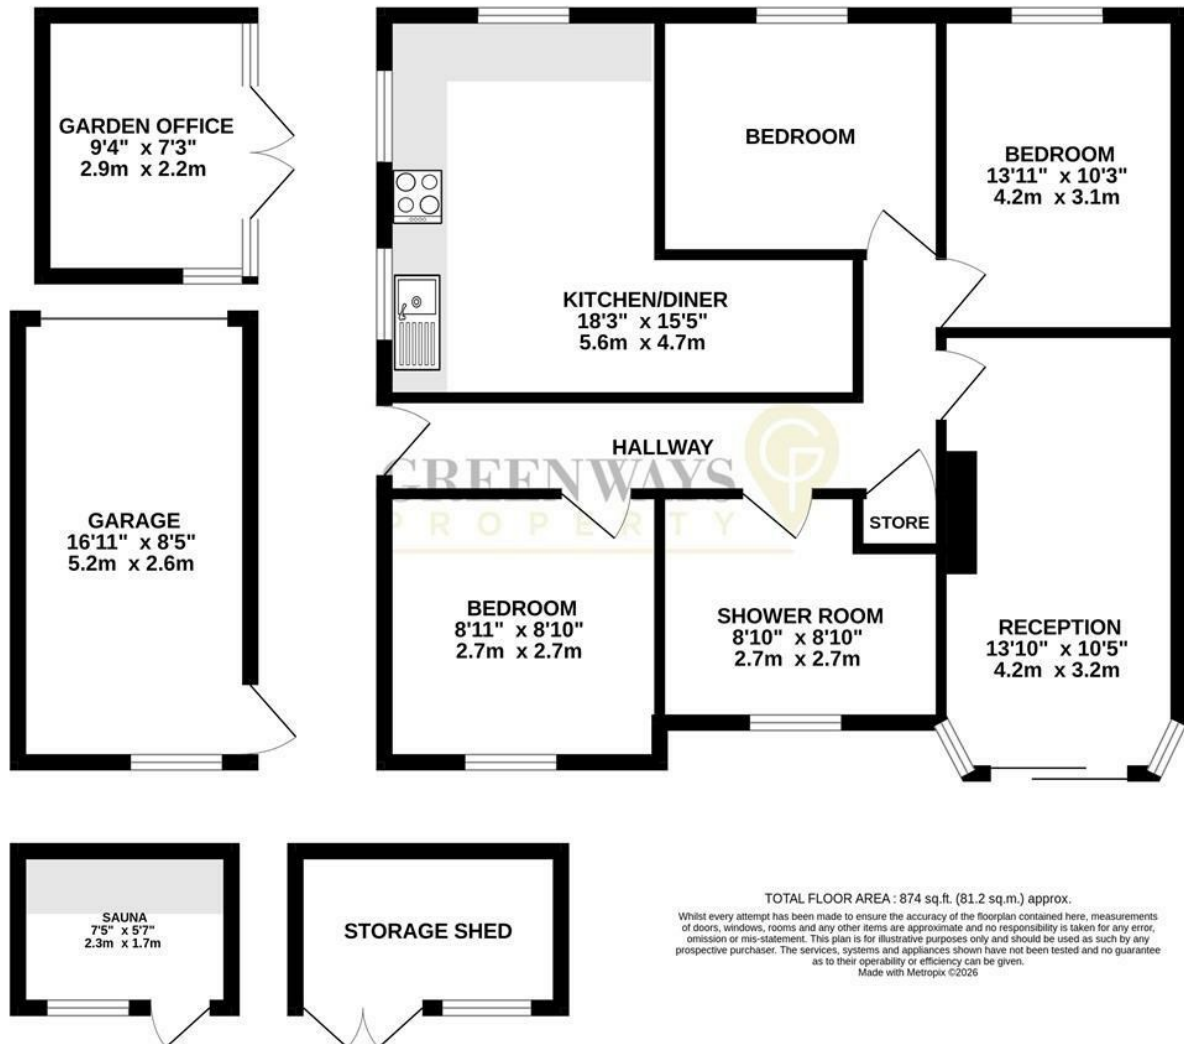 GARDEN OFFICE
9'4" x 7'3"
2.9m x 2.2m
BEDROOM
BEDROOM
13'11" x 10'3"
4.2m x 3.1m
KITCHEN/DINER
18'3" x 15'5"
5.6m x 4.7m
HALLWAY
GREENWAYS
PROPERTY
GP
STORE
GARAGE
16'11" x 8'5"
5.2m x 2.6m
BEDROOM
8'11" x 8'10"
2.7m x 2.7m
SHOWER ROOM
8'10" x 8'10"
2.7m x 2.7m
RECEPTION
13'10" x 10'5"
4.2m x 3.2m
SAUNA
7'5" x 5'7"
2.3m x 1.7m
STORAGE SHED
TOTAL FLOOR AREA : 874 sq.ft. (81.2 sq.m.) approx.
Whilst every attempt has been made to ensure the accuracy of the floorplan contained here, measurements
of doors, windows, rooms and any other items are approximate and no responsibility is taken for any error,
omission or mis-statement. This plan is for illustrative purposes only and should be used as such by any
prospective purchaser. The services, systems and appliances shown have not been tested and no guarantee
as to their operability or efficiency can be given.
Made with Metropix ©2026